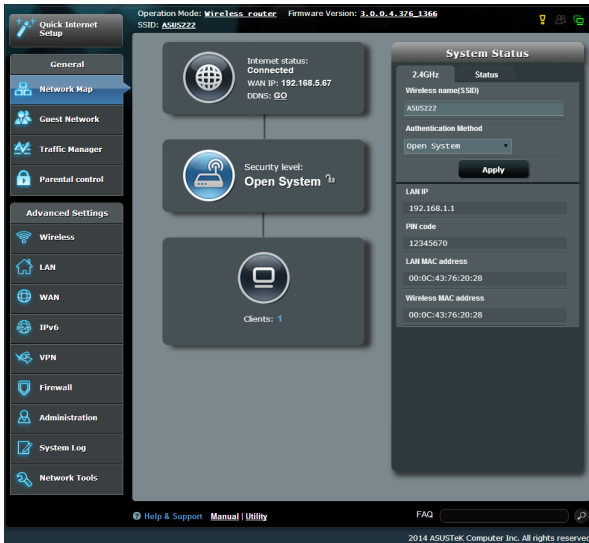 Operation Mode: Wireless router Firmware Version: 3.0.0.4.376_1366
SSID: ASUS222
Quick Internet
Setup
General
Network Map
Guest Network
Traffic Manager
Parental control
Advanced Settings
Wireless
LAN
WAN
IPv6
VPN
Firewall
Administration
System Log
Network Tools
Internet status:
Connected
WAN IP: 192.168.5.67
DDNS: GO
Security level:
Open System
Clients: 1
System Status
2.4GHz Status
Wireless name(SSID)
ASUS222
Authentication Method
Open System
Apply
LAN IP
192.168.1.1
PIN code
12345670
LAN MAC address
00:0C:43:76:20:28
Wireless MAC address
00:0C:43:76:20:28
Help & Support Manual | Utility FAQ
2014 ASUSTeK Computer Inc. All rights reserved